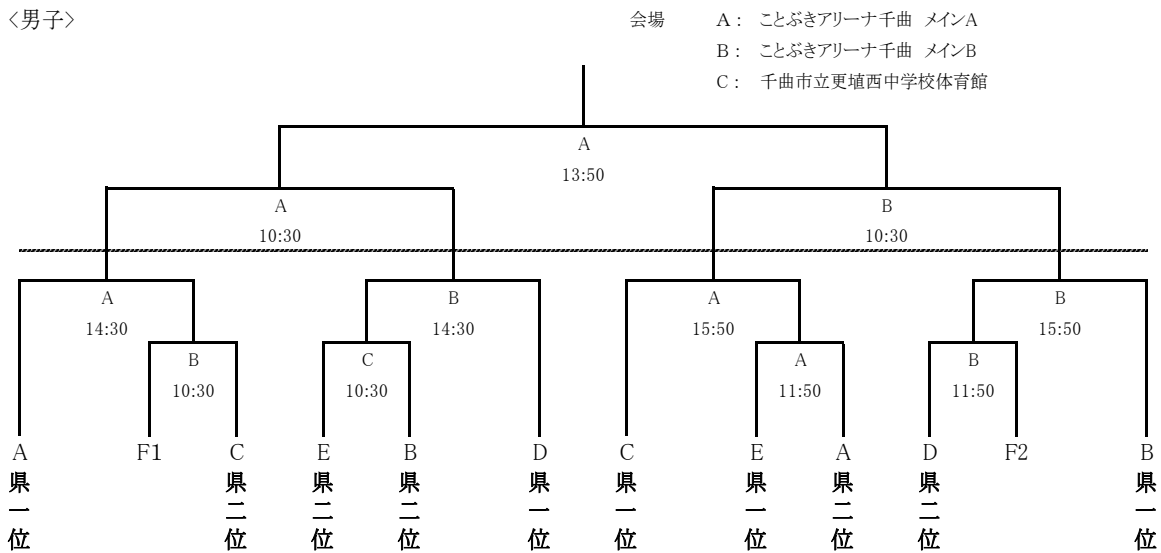 <男子>
会場 A： ことぶきアリーナ千曲 メインA
B： ことぶきアリーナ千曲 メインB
C： 千曲市立更埴西中学校体育館
A
13:50
A B
10:30 10:30
A B A B
14:30 14:30 15:50 15:50
B C A B
10:30 10:30 11:50 11:50
A F1 C E B D C E A D F2 B
県一位 県二位 県二位 県二位 県一位 県一位 県一位 県二位 県二位 県一位